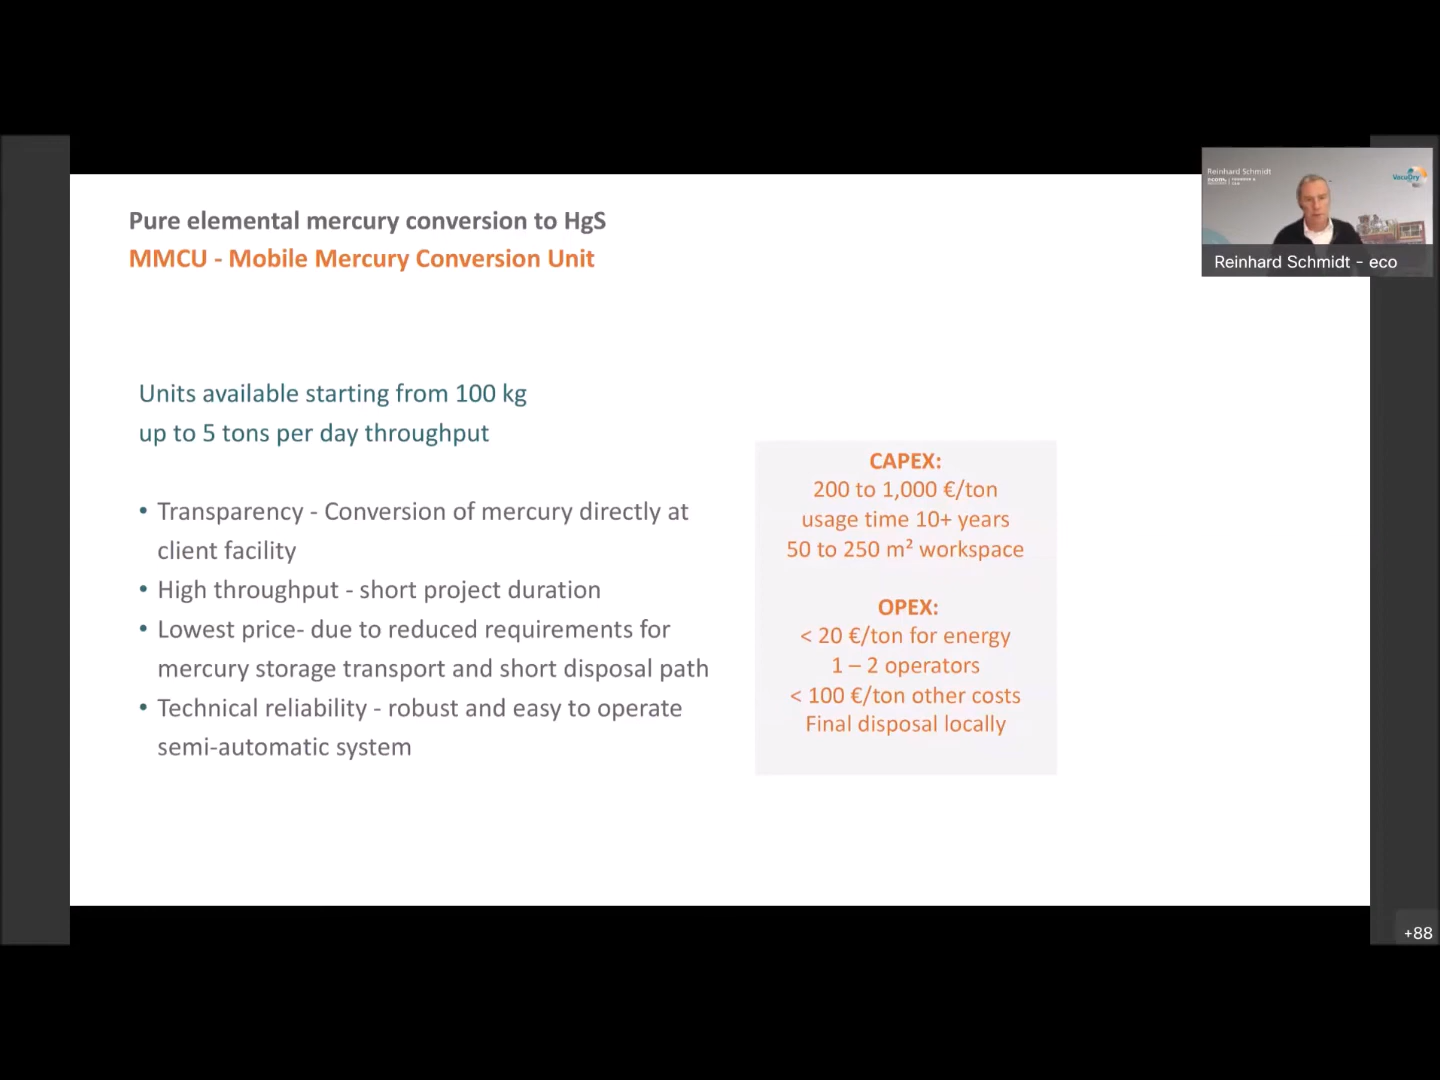 Pure elemental mercury conversion to HgS
MMCU - Mobile Mercury Conversion Unit
Reinhard Schmidt
VacuDry
Reinhard Schmidt - eco
Units available starting from 100 kg
up to 5 tons per day throughput
• Transparency - Conversion of mercury directly at
client facility
• High throughput - short project duration
• Lowest price- due to reduced requirements for
mercury storage transport and short disposal path
• Technical reliability - robust and easy to operate
semi-automatic system
CAPEX:
200 to 1,000 €/ton
usage time 10+ years
50 to 250 m² workspace
OPEX:
< 20 €/ton for energy
1 – 2 operators
< 100 €/ton other costs
Final disposal locally
+88